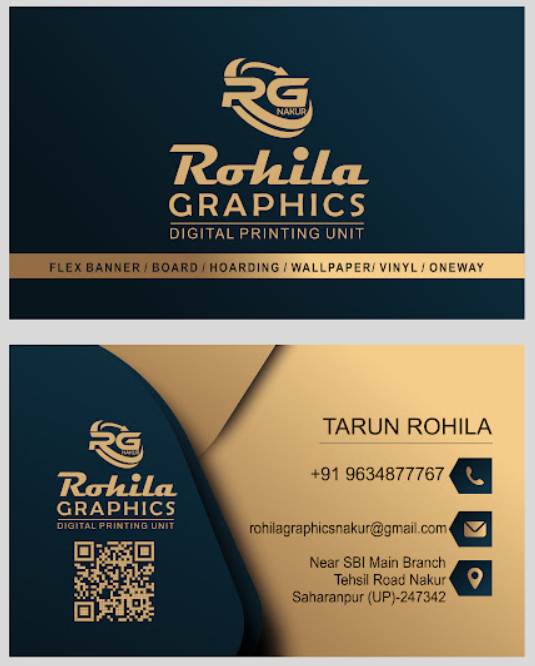 RG
NAKUR
Rohila
GRAPHICS
DIGITAL PRINTING UNIT
FLEX BANNER / BOARD / HOARDING / WALLPAPER/ VINYL / ONEWAY
RG
NAKUR
Rohila
GRAPHICS
DIGITAL PRINTING UNIT
TARUN ROHILA
+91 9634877767
rohilagraphicsnakur@gmail.com
Near SBI Main Branch
Tehsil Road Nakur
Saharanpur (UP)-247342